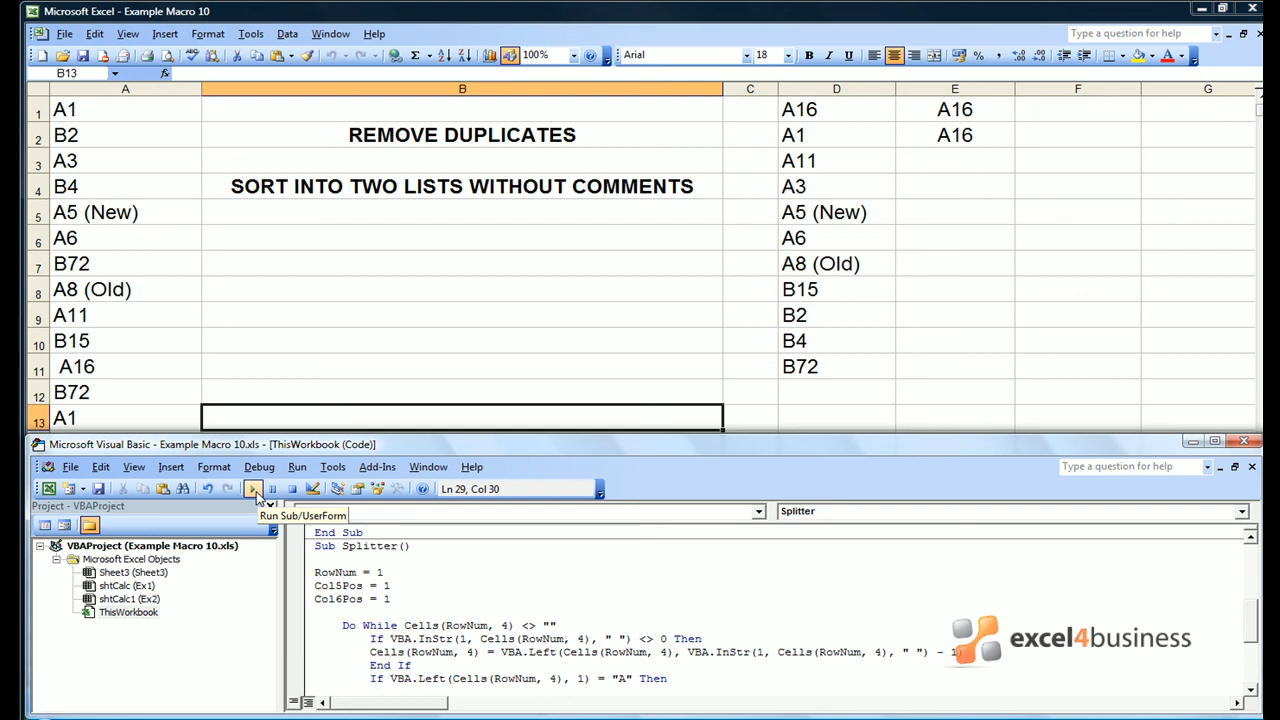 Microsoft Excel - Example Macro 10
File Edit View Insert Format Tools Data Window Help
Type a question for help
100%
Arial
18
B13
A B C D E F G
1 A1 A16 A16
2 B2 REMOVE DUPLICATES A1 A16
3 A3 A11
4 B4 SORT INTO TWO LISTS WITHOUT COMMENTS A3
5 A5 (New) A5 (New)
6 A6 A6
7 B72 A8 (Old)
8 A8 (Old) B15
9 A11 B2
10 B15 B4
11 A16 B72
12 B72
13 A1
Microsoft Visual Basic - Example Macro 10.xls - [ThisWorkbook (Code)]
File Edit View Insert Format Debug Run Tools Add-Ins Window Help
Type a question for help
Ln 29, Col 30
Project - VBAProject
Run Sub/UserForm
Splitter
VBAProject (Example Macro 10.xls)
Microsoft Excel Objects
Sheet3 (Sheet3)
shtCalc (Ex1)
shtCalc1 (Ex2)
ThisWorkbook
End Sub
Sub Splitter()
RowNum = 1
Col5Pos = 1
Col6Pos = 1
Do While Cells(RowNum, 4) <> ""
If VBA.InStr(1, Cells(RowNum, 4), " ") <> 0 Then
Cells(RowNum, 4) = VBA.Left(Cells(RowNum, 4), VBA.InStr(1, Cells(RowNum, 4), " ") - 1)
End If
If VBA.Left(Cells(RowNum, 4), 1) = "A" Then
excel4business